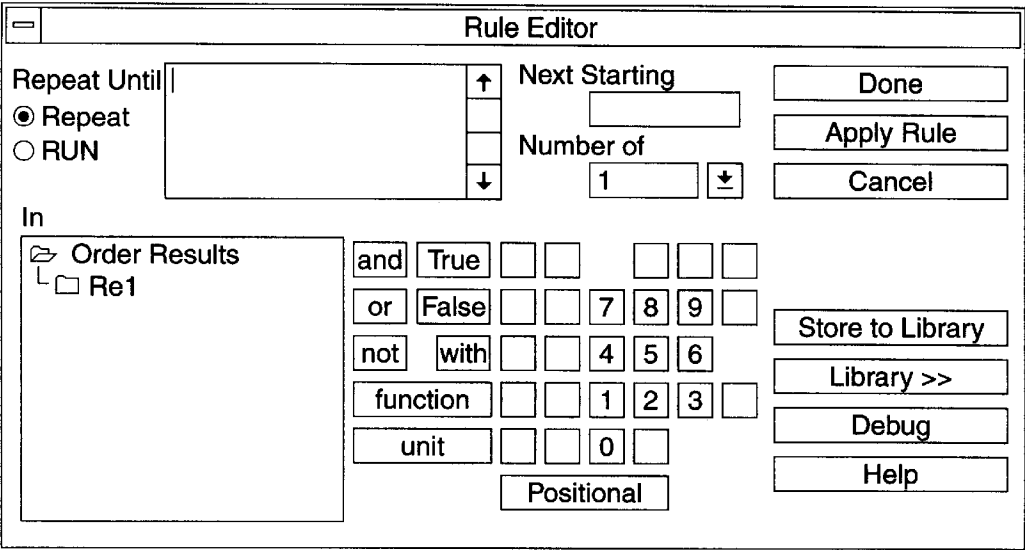 Rule Editor
Repeat Until
Repeat
RUN
Next Starting
Number of
1
Done
Apply Rule
Cancel
In
Order Results
Re1
and True
or False 7 8 9
not with 4 5 6
function 1 2 3
unit 0
Positional
Store to Library
Library >>
Debug
Help